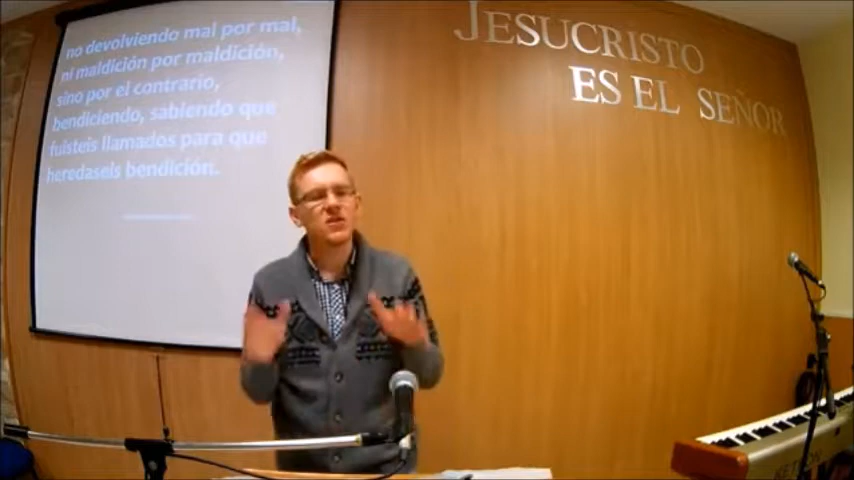 no devolviendo mal por mal,
ni maldición por maldición,
sino por el contrario,
bendiciendo, sabiendo que
fuisteis llamados para que
heredaseis bendición.
JESUCRISTO
ES EL SEÑOR
KETRON